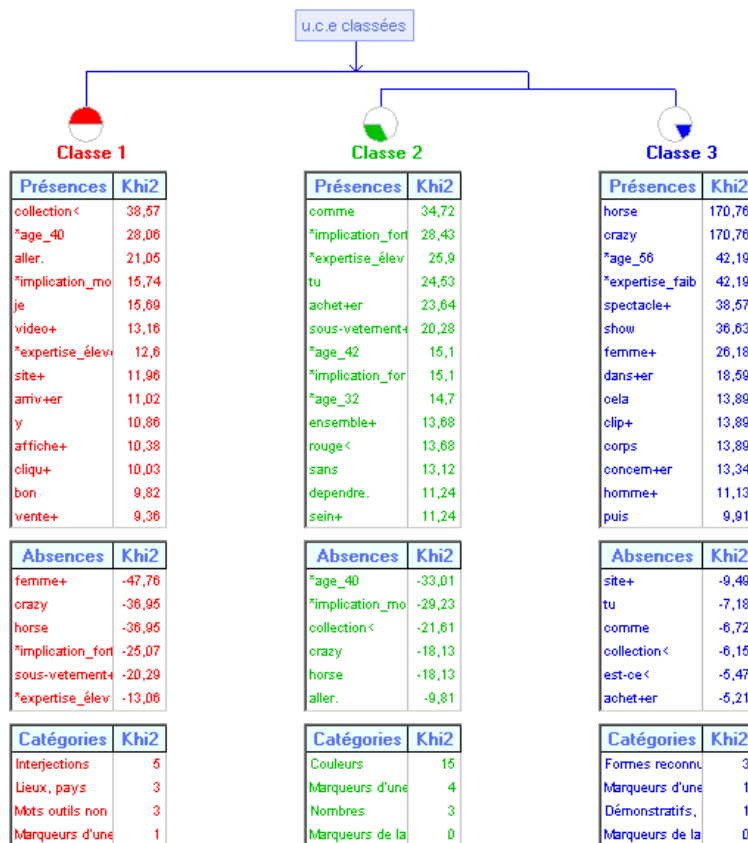 u.c.e classées
Classe 1
Présences Khi2
collection< 38,57
*age_40 28,06
aller. 21,05
*implication_mo 15,74
je 15,69
video+ 13,16
*expertise_élev 12,6
site+ 11,96
arriv+er 11,02
y 10,86
affiche+ 10,38
cliqu+ 10,03
bon 9,82
vente+ 9,36
Absences Khi2
femme+ -47,76
crazy -36,95
horse -36,95
*implication_fort -25,07
sous-vetement+ -20,29
*expertise_élev -13,06
Catégories Khi2
Interjections 5
Lieux, pays 3
Mots outils non 3
Marqueurs d'une 1
Classe 2
Présences Khi2
comme 34,72
*implication_fort 28,43
*expertise_élev 25,9
tu 24,53
achet+er 23,64
sous-vetement+ 20,28
*age_42 15,1
*implication_for 15,1
*age_32 14,7
ensemble+ 13,68
rouge< 13,68
sans 13,12
dependre. 11,24
sein+ 11,24
Absences Khi2
*age_40 -33,01
*implication_mo -29,23
collection< -21,61
crazy -18,13
horse -18,13
aller. -9,81
Catégories Khi2
Couleurs 15
Marqueurs d'une 4
Nombres 3
Marqueurs de la 0
Classe 3
Présences Khi2
horse 170,76
crazy 170,76
*age_56 42,19
*expertise_faib 42,19
spectacle+ 38,57
show 36,63
femme+ 26,18
dans+er 18,59
cela 13,89
clip+ 13,89
corps 13,89
concern+er 13,34
homme+ 11,13
puis 9,91
Absences Khi2
site+ -9,49
tu -7,18
comme -6,72
collection< -6,15
est-ce< -5,47
achet+er -5,21
Catégories Khi2
Formes reconnu 3
Marqueurs d'une 1
Démonstratifs, 1
Marqueurs de la 0